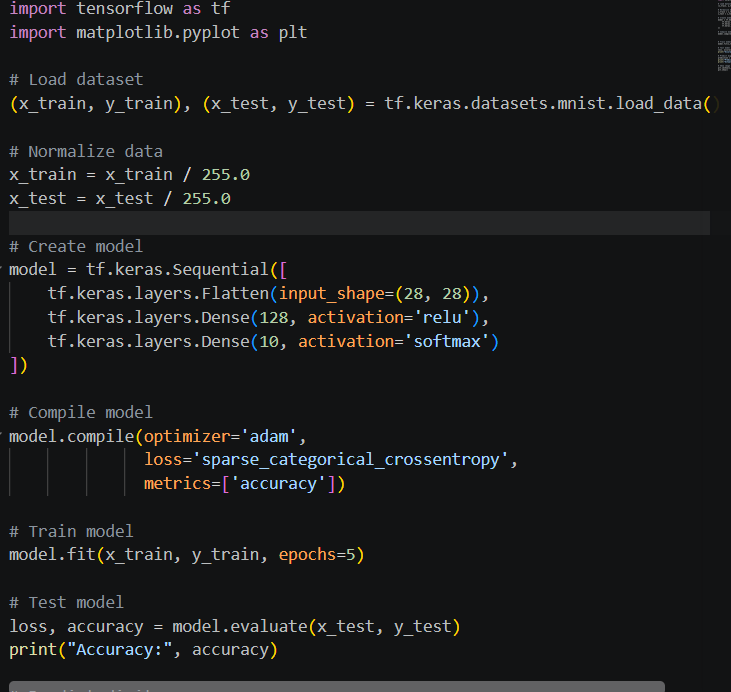 import tensorflow as tf
import matplotlib.pyplot as plt
# Load dataset
(x_train, y_train), (x_test, y_test) = tf.keras.datasets.mnist.load_data()
# Normalize data
x_train = x_train / 255.0
x_test = x_test / 255.0
# Create model
model = tf.keras.Sequential([
    tf.keras.layers.Flatten(input_shape=(28, 28)),
    tf.keras.layers.Dense(128, activation='relu'),
    tf.keras.layers.Dense(10, activation='softmax')
])
# Compile model
model.compile(optimizer='adam',
              loss='sparse_categorical_crossentropy',
              metrics=['accuracy'])
# Train model
model.fit(x_train, y_train, epochs=5)
# Test model
loss, accuracy = model.evaluate(x_test, y_test)
print("Accuracy:", accuracy)